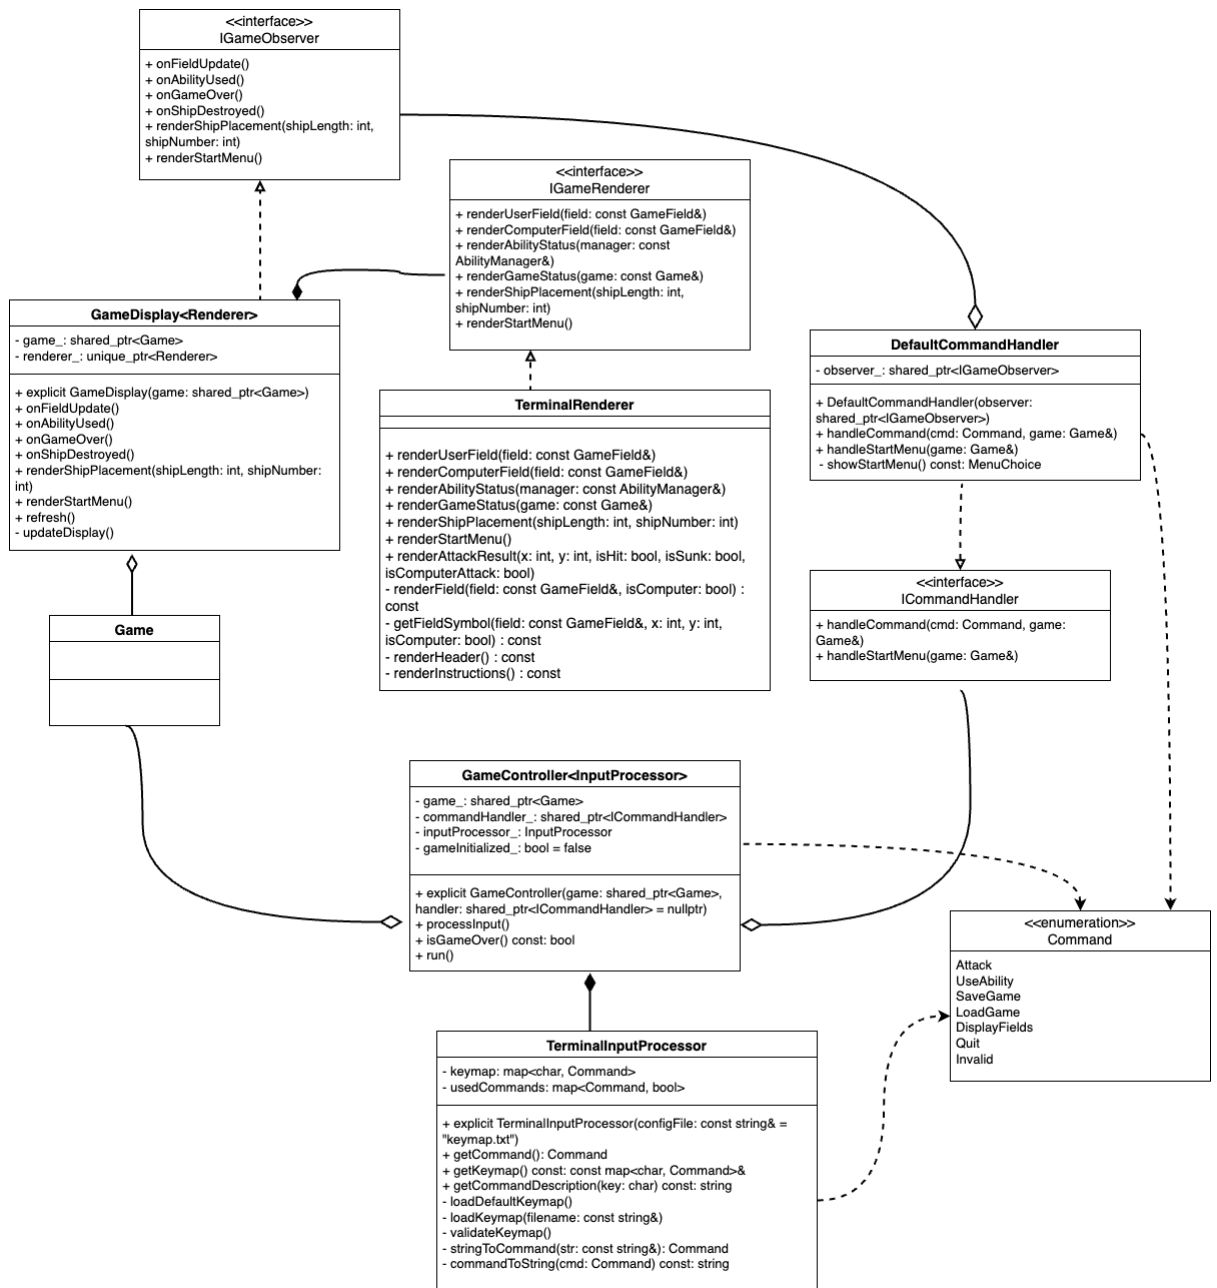 <<interface>>
IGameObserver
+ onFieldUpdate()
+ onAbilityUsed()
+ onGameOver()
+ onShipDestroyed()
+ renderShipPlacement(shipLength: int,
shipNumber: int)
+ renderStartMenu()
<<interface>>
IGameRenderer
+ renderUserField(field: const GameField&)
+ renderComputerField(field: const GameField&)
+ renderAbilityStatus(manager: const
AbilityManager&)
+ renderGameStatus(game: const Game&)
+ renderShipPlacement(shipLength: int,
shipNumber: int)
+ renderStartMenu()
GameDisplay<Renderer>
- game_: shared_ptr<Game>
- renderer_: unique_ptr<Renderer>
+ explicit GameDisplay(game: shared_ptr<Game>)
+ onFieldUpdate()
+ onAbilityUsed()
+ onGameOver()
+ onShipDestroyed()
+ renderShipPlacement(shipLength: int, shipNumber:
int)
+ renderStartMenu()
+ refresh()
- updateDisplay()
DefaultCommandHandler
- observer_: shared_ptr<IGameObserver>
+ DefaultCommandHandler(observer:
shared_ptr<IGameObserver>)
+ handleCommand(cmd: Command, game: Game&)
+ handleStartMenu(game: Game&)
- showStartMenu() const: MenuChoice
TerminalRenderer
+ renderUserField(field: const GameField&)
+ renderComputerField(field: const GameField&)
+ renderAbilityStatus(manager: const AbilityManager&)
+ renderGameStatus(game: const Game&)
+ renderShipPlacement(shipLength: int, shipNumber: int)
+ renderStartMenu()
+ renderAttackResult(x: int, y: int, isHit: bool, isSunk: bool,
isComputerAttack: bool)
- renderField(field: const GameField&, isComputer: bool) :
const
- getFieldSymbol(field: const GameField&, x: int, y: int,
isComputer: bool) : const
- renderHeader() : const
- renderInstructions() : const
<<interface>>
ICommandHandler
+ handleCommand(cmd: Command, game:
Game&)
+ handleStartMenu(game: Game&)
Game
GameController<InputProcessor>
- game_: shared_ptr<Game>
- commandHandler_: shared_ptr<ICommandHandler>
- inputProcessor_: InputProcessor
- gameInitialized_: bool = false
+ explicit GameController(game: shared_ptr<Game>,
handler: shared_ptr<ICommandHandler> = nullptr)
+ processInput()
+ isGameOver() const: bool
+ run()
<<enumeration>>
Command
Attack
UseAbility
SaveGame
LoadGame
DisplayFields
Quit
Invalid
TerminalInputProcessor
- keymap: map<char, Command>
- usedCommands: map<Command, bool>
+ explicit TerminalInputProcessor(configFile: const string& =
"keymap.txt")
+ getCommand(): Command
+ getKeymap() const: const map<char, Command>&
+ getCommandDescription(key: char) const: string
- loadDefaultKeymap()
- loadKeymap(filename: const string&)
- validateKeymap()
- stringToCommand(str: const string&): Command
- commandToString(cmd: Command) const: string